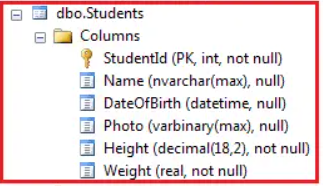 dbo.Students
Columns
StudentId (PK, int, not null)
Name (nvarchar(max), null)
DateOfBirth (datetime, null)
Photo (varbinary(max), null)
Height (decimal(18,2), not null)
Weight (real, not null)